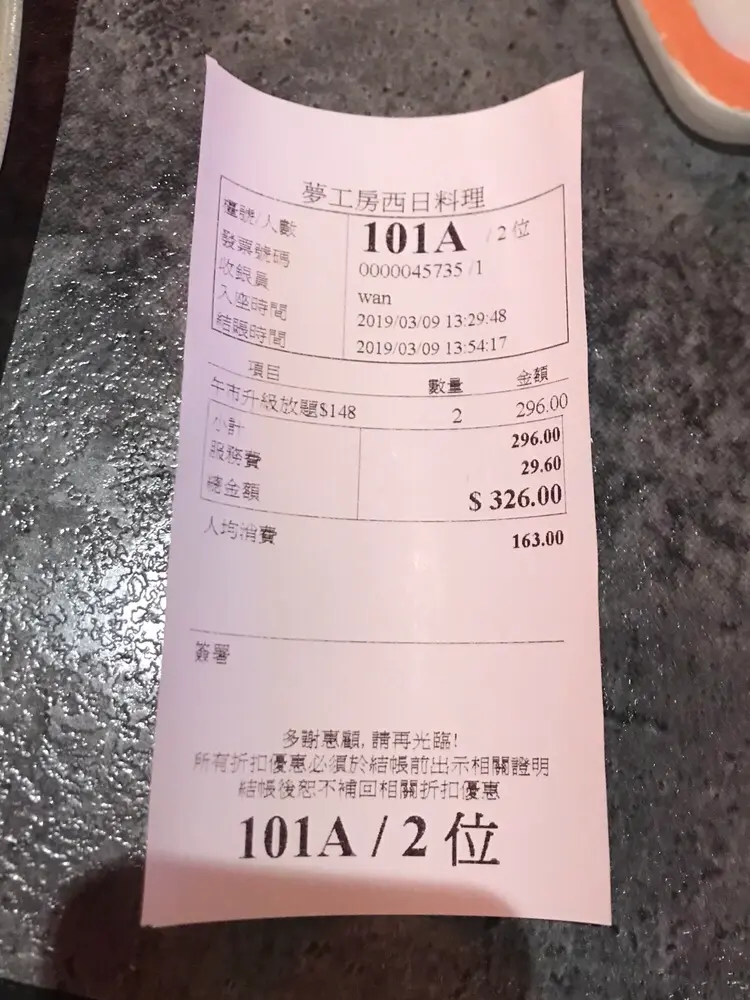 夢工房西日料理
檯號/人數 101A / 2 位
發票號碼 0000045735 /1
收銀員 wan
入座時間 2019/03/09 13:29:48
結賬時間 2019/03/09 13:54:17
項目 數量 金額
午市升級放題$148 2 296.00
小計 296.00
服務費 29.60
總金額 $ 326.00
人均消費 163.00
簽署
多謝惠顧, 請再光臨!
所有折扣優惠必須於結帳前出示相關證明
結帳後恕不補回相關折扣優惠
101A / 2 位